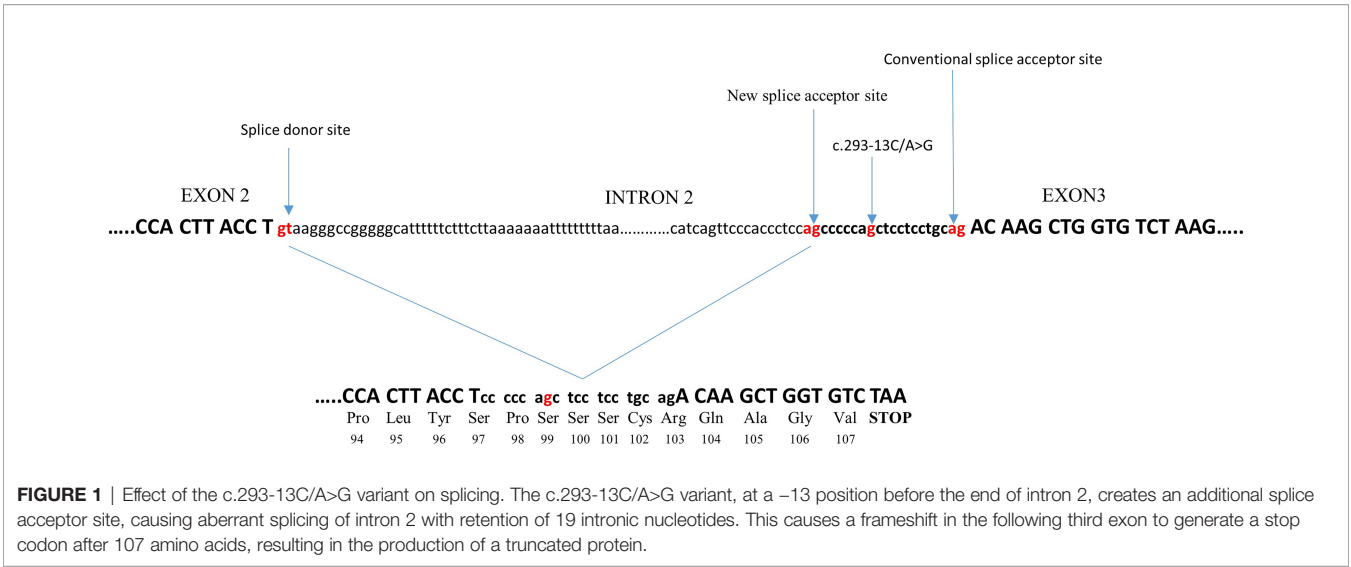 Conventional splice acceptor site
New splice acceptor site
Splice donor site
c.293-13C/A>G
EXON 2
INTRON 2
EXON3
.....CCA CTT ACC T gtaagggccgggggcattttttctttcttaaaaaaattttttttttaa...........catcagttcccaccctccagcccccagctcctcctgcag AC AAG CTG GTG TCT AAG.....
.....CCA CTT ACC Tcc ccc agc tcc tcc tgc agA CAA GCT GGT GTC TAA
Pro Leu Tyr Ser Pro Ser Ser Ser Cys Arg Gln Ala Gly Val STOP
94 95 96 97 98 99 100 101 102 103 104 105 106 107
FIGURE 1 | Effect of the c.293-13C/A>G variant on splicing. The c.293-13C/A>G variant, at a −13 position before the end of intron 2, creates an additional splice
acceptor site, causing aberrant splicing of intron 2 with retention of 19 intronic nucleotides. This causes a frameshift in the following third exon to generate a stop
codon after 107 amino acids, resulting in the production of a truncated protein.